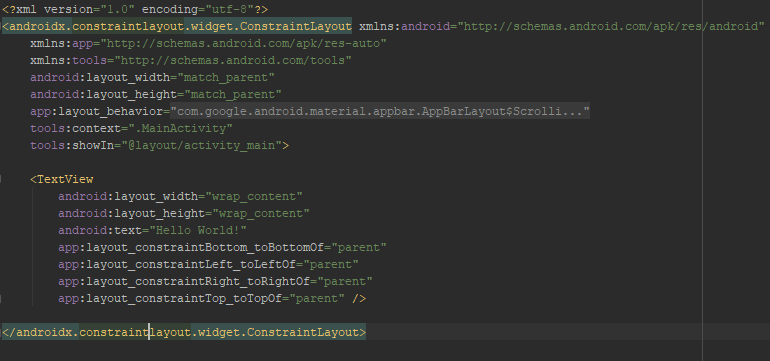 <?xml version="1.0" encoding="utf-8"?>
<androidx.constraintlayout.widget.ConstraintLayout xmlns:android="http://schemas.android.com/apk/res/android"
    xmlns:app="http://schemas.android.com/apk/res-auto"
    xmlns:tools="http://schemas.android.com/tools"
    android:layout_width="match_parent"
    android:layout_height="match_parent"
    app:layout_behavior="com.google.android.material.appbar.AppBarLayout$Scrolli..."
    tools:context=".MainActivity"
    tools:showIn="@layout/activity_main">
    <TextView
        android:layout_width="wrap_content"
        android:layout_height="wrap_content"
        android:text="Hello World!"
        app:layout_constraintBottom_toBottomOf="parent"
        app:layout_constraintLeft_toLeftOf="parent"
        app:layout_constraintRight_toRightOf="parent"
        app:layout_constraintTop_toTopOf="parent" />
</androidx.constraintlayout.widget.ConstraintLayout>